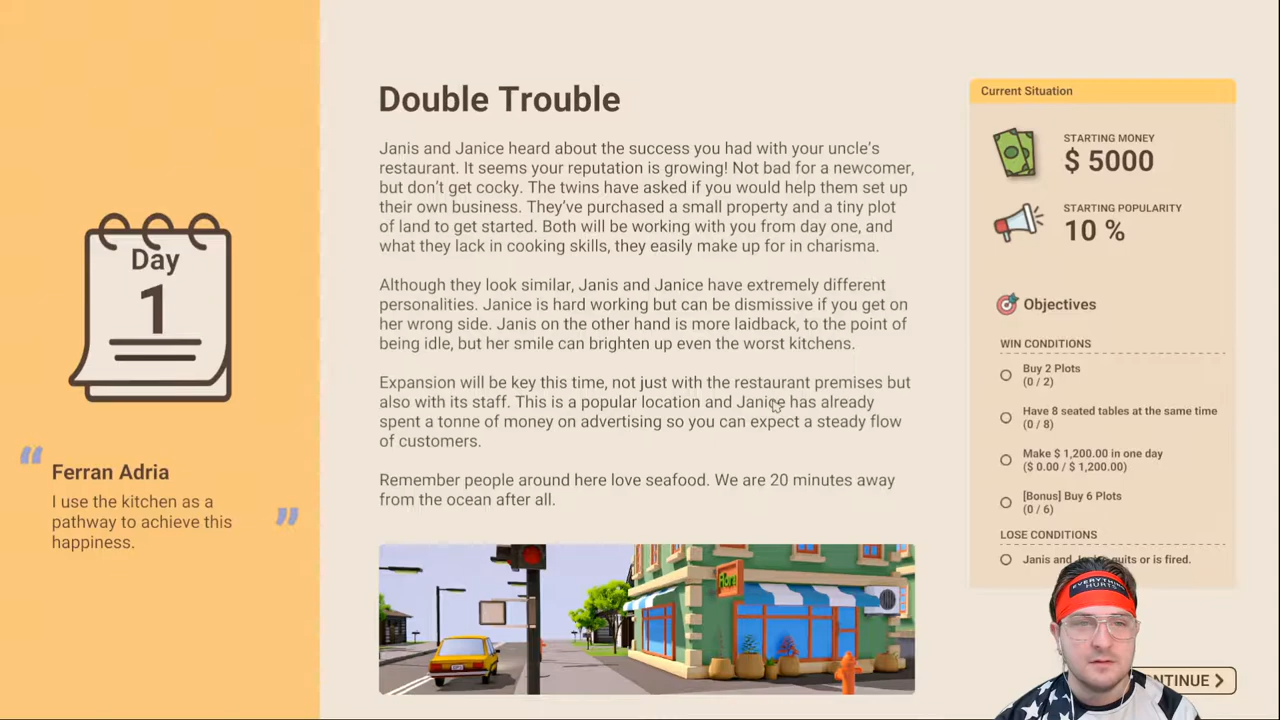 Day
1
Ferran Adria
I use the kitchen as a
pathway to achieve this
happiness.
Double Trouble
Janis and Janice heard about the success you had with your uncle's
restaurant. It seems your reputation is growing! Not bad for a newcomer,
but don't get cocky. The twins have asked if you would help them set up
their own business. They've purchased a small property and a tiny plot
of land to get started. Both will be working with you from day one, and
what they lack in cooking skills, they easily make up for in charisma.
Although they look similar, Janis and Janice have extremely different
personalities. Janice is hard working but can be dismissive if you get on
her wrong side. Janis on the other hand is more laidback, to the point of
being idle, but her smile can brighten up even the worst kitchens.
Expansion will be key this time, not just with the restaurant premises but
also with its staff. This is a popular location and Janice has already
spent a tonne of money on advertising so you can expect a steady flow
of customers.
Remember people around here love seafood. We are 20 minutes away
from the ocean after all.
Current Situation
STARTING MONEY
$ 5000
STARTING POPULARITY
10 %
Objectives
WIN CONDITIONS
Buy 2 Plots
(0 / 2)
Have 8 seated tables at the same time
(0 / 8)
Make $ 1,200.00 in one day
($ 0.00 / $ 1,200.00)
[Bonus] Buy 6 Plots
(0 / 6)
LOSE CONDITIONS
Janis and or is fired.
EVERYTHING
HURTS